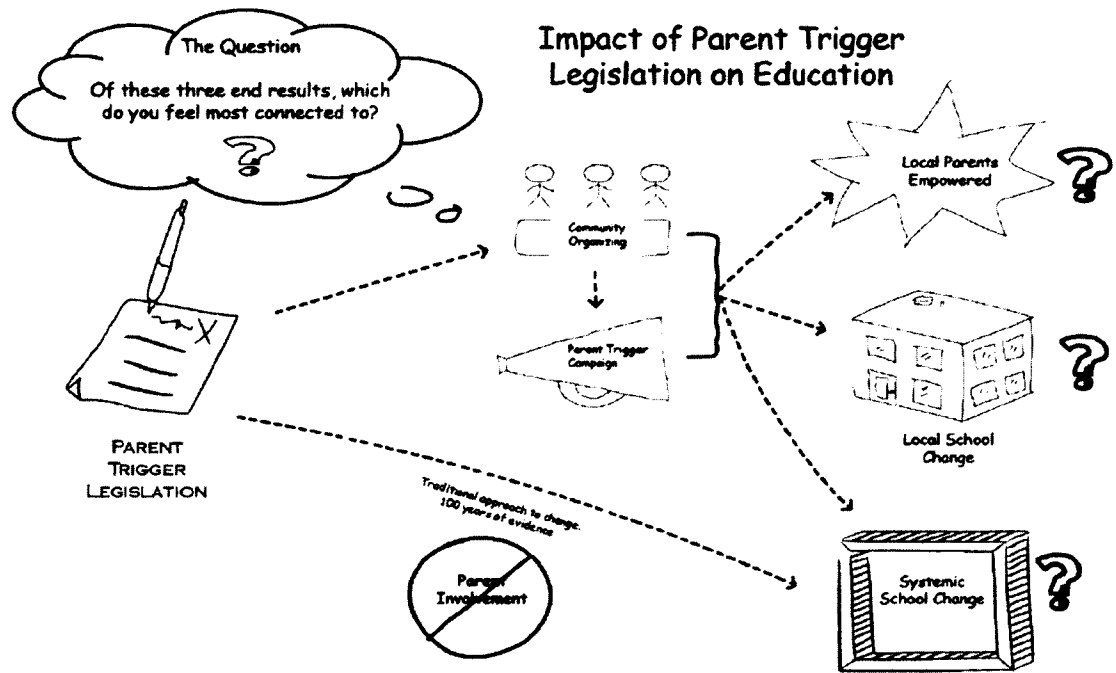 The Question
Of these three end results, which
do you feel most connected to?
?
Impact of Parent Trigger
Legislation on Education
Community
Organizing
Parent Trigger
Campaign
Local Parents
Empowered
?
Local School
Change
?
X
PARENT
TRIGGER
LEGISLATION
Traditional approach to change.
100 years of evidence
Parent
Involvement
Systemic
School Change
?